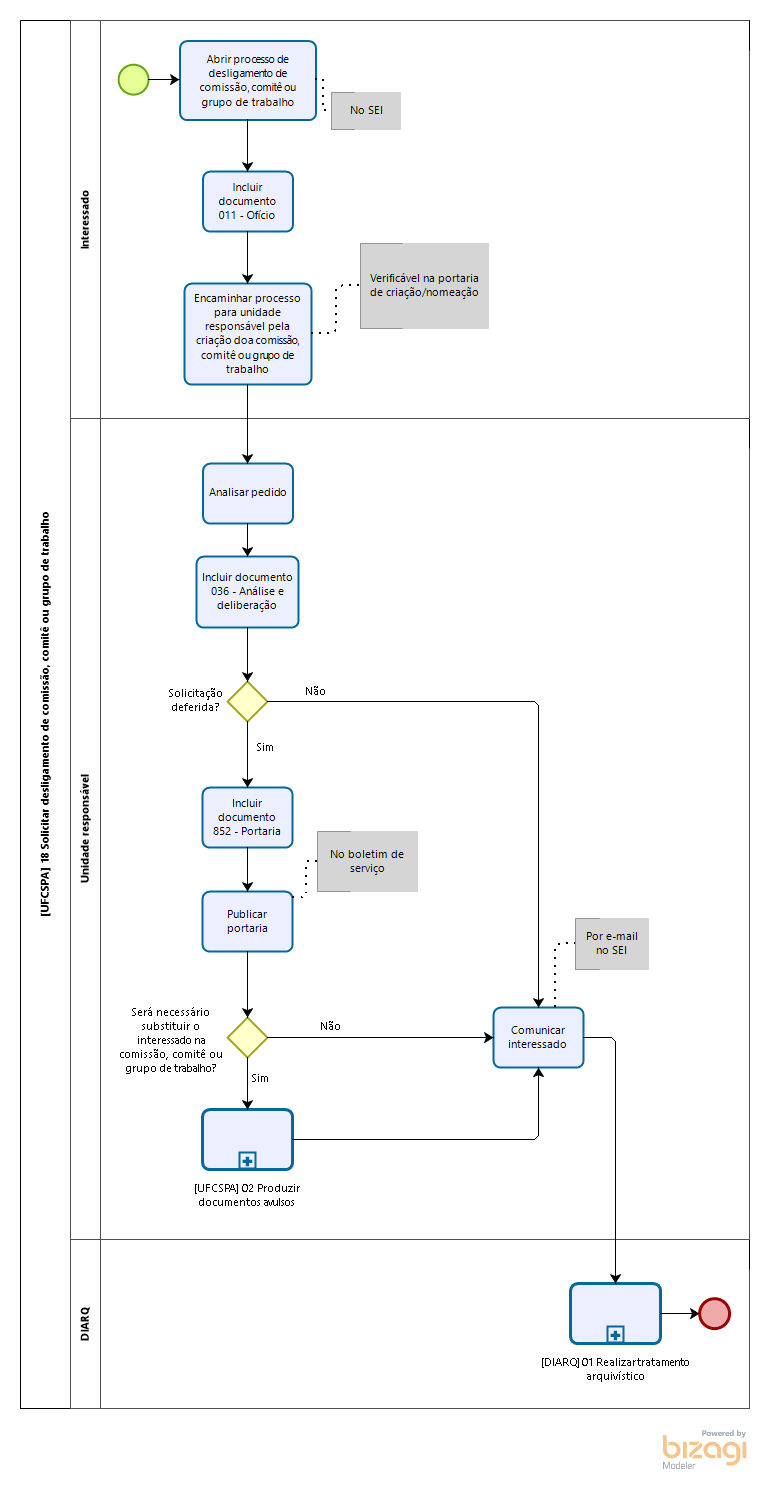 [UFCSPA] 18 Solicitar desligamento de comissão, comitê ou grupo de trabalho
Interessado
Abrir processo de
desligamento de
comissão, comitê ou
grupo de trabalho
No SEI
Incluir
documento
011 - Ofício
Encaminhar processo
para unidade
responsável pela
criação doa comissão,
comitê ou grupo de
trabalho
Verificável na portaria
de criação/nomeação
Unidade responsável
Analisar pedido
Incluir documento
036 - Análise e
deliberação
Solicitação
deferida?
Não
Sim
Incluir
documento
852 - Portaria
No boletim de
serviço
Publicar
portaria
Por e-mail
no SEI
Será necessário
substituir o
interessado na
comissão, comitê ou
grupo de trabalho?
Não
Sim
Comunicar
interessado
[UFCSPA] 02 Produzir
documentos avulsos
DIARQ
[DIARQ] 01 Realizar tratamento
arquivístico
Powered by
bizagi
Modeler